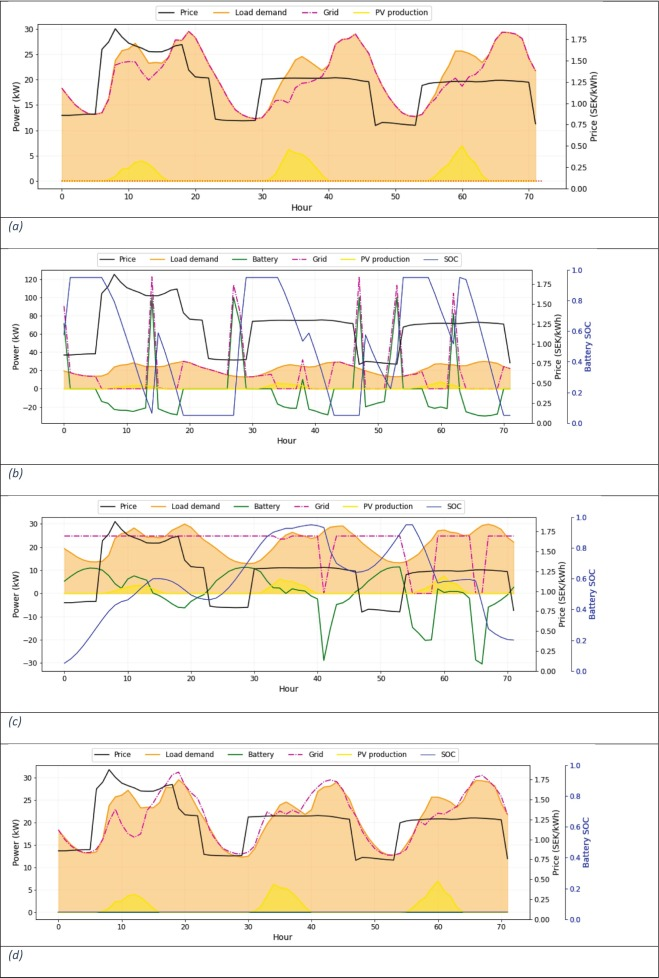 Price Load demand Grid PV production
30
25
20
15
10
5
0
Power (kW)
1.75
1.50
1.25
1.00
0.75
0.50
0.25
0.00
Price (SEK/kWh)
0 10 20 30 40 50 60 70
Hour
(a)
Price Load demand Battery Grid PV production SOC
120
100
80
60
40
20
0
−20
Power (kW)
1.75
1.50
1.25
1.00
0.75
0.50
0.25
0.00
Price (SEK/kWh)
1.0
0.8
0.6
0.4
0.2
0.0
Battery SOC
0 10 20 30 40 50 60 70
Hour
(b)
Price Load demand Battery Grid PV production SOC
30
20
10
0
−10
−20
−30
Power (kW)
1.75
1.50
1.25
1.00
0.75
0.50
0.25
0.00
Price (SEK/kWh)
1.0
0.8
0.6
0.4
0.2
0.0
Battery SOC
0 10 20 30 40 50 60 70
Hour
(c)
Price Load demand Battery Grid PV production SOC
30
25
20
15
10
5
0
Power (kW)
1.75
1.50
1.25
1.00
0.75
0.50
0.25
0.00
Price (SEK/kWh)
1.0
0.8
0.6
0.4
0.2
0.0
Battery SOC
0 10 20 30 40 50 60 70
Hour
(d)